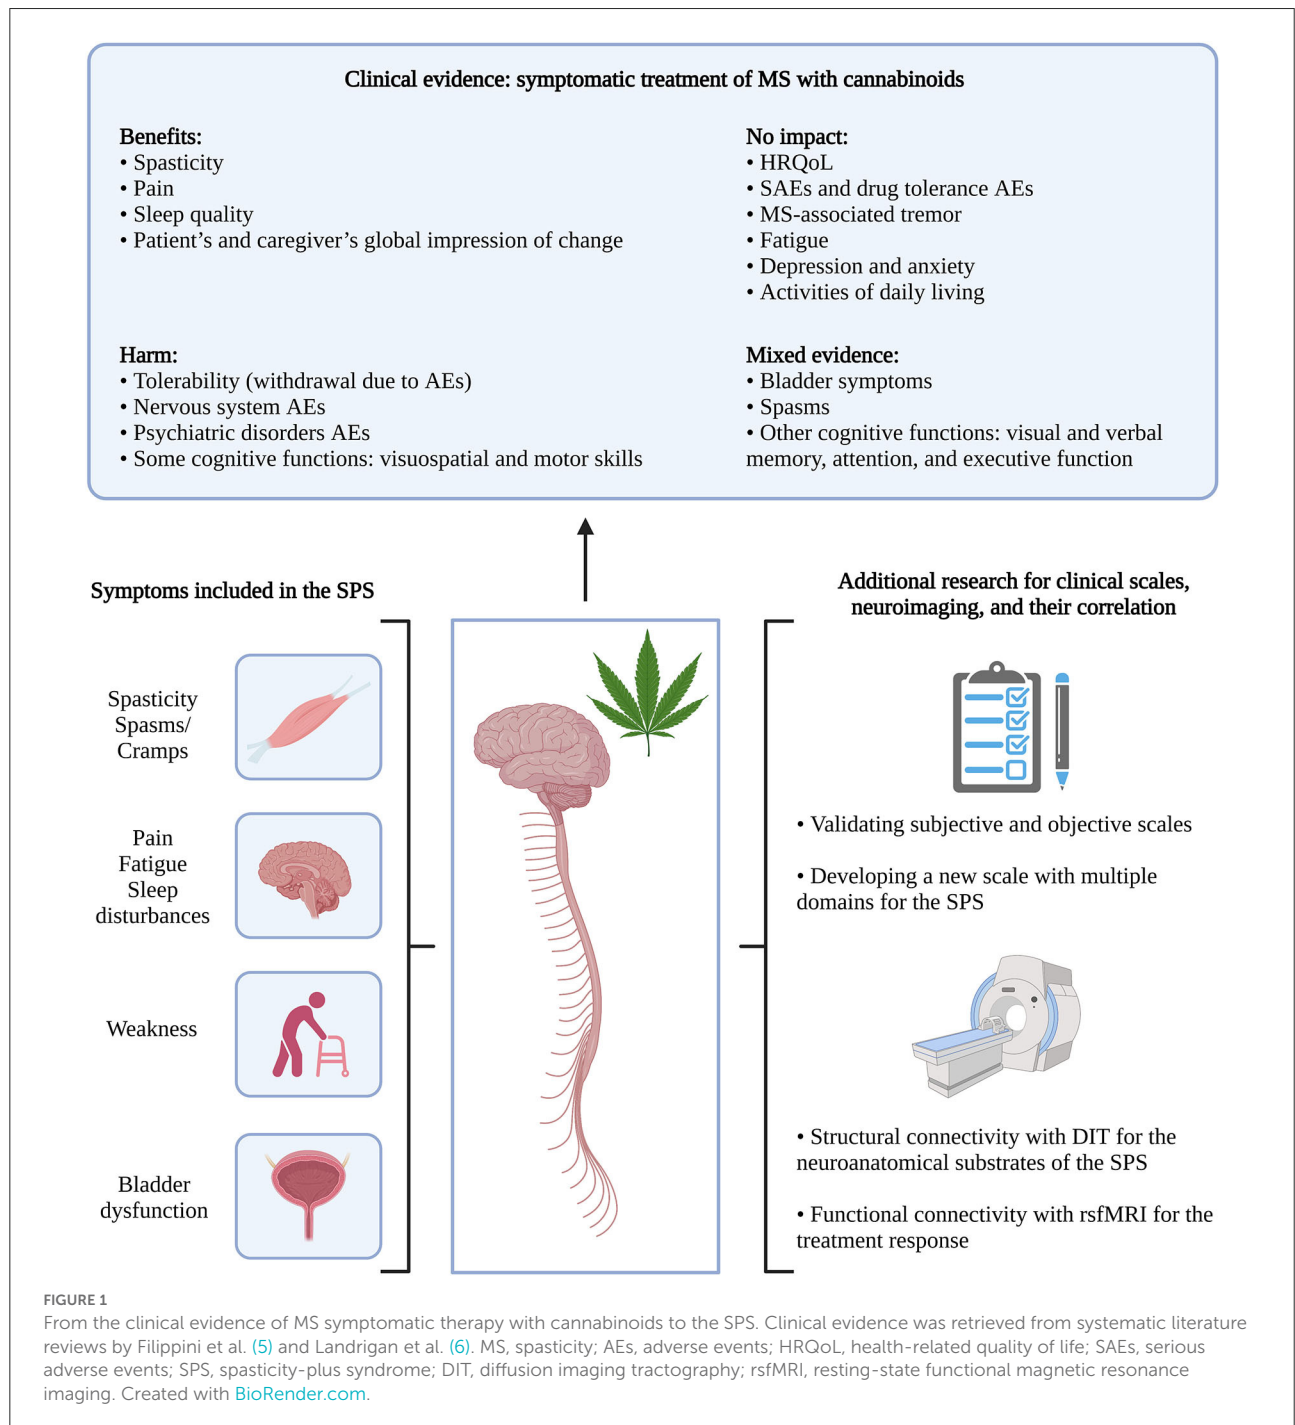 Clinical evidence: symptomatic treatment of MS with cannabinoids
Benefits:
• Spasticity
• Pain
• Sleep quality
• Patient’s and caregiver’s global impression of change
No impact:
• HRQoL
• SAEs and drug tolerance AEs
• MS-associated tremor
• Fatigue
• Depression and anxiety
• Activities of daily living
Harm:
• Tolerability (withdrawal due to AEs)
• Nervous system AEs
• Psychiatric disorders AEs
• Some cognitive functions: visuospatial and motor skills
Mixed evidence:
• Bladder symptoms
• Spasms
• Other cognitive functions: visual and verbal
memory, attention, and executive function
Symptoms included in the SPS
Spasticity
Spasms/
Cramps
Pain
Fatigue
Sleep
disturbances
Weakness
Bladder
dysfunction
Additional research for clinical scales,
neuroimaging, and their correlation
• Validating subjective and objective scales
• Developing a new scale with multiple
domains for the SPS
• Structural connectivity with DIT for the
neuroanatomical substrates of the SPS
• Functional connectivity with rsfMRI for the
treatment response
FIGURE 1
From the clinical evidence of MS symptomatic therapy with cannabinoids to the SPS. Clinical evidence was retrieved from systematic literature
reviews by Filippini et al. (5) and Landrigan et al. (6). MS, spasticity; AEs, adverse events; HRQoL, health-related quality of life; SAEs, serious
adverse events; SPS, spasticity-plus syndrome; DIT, diffusion imaging tractography; rsfMRI, resting-state functional magnetic resonance
imaging. Created with BioRender.com.